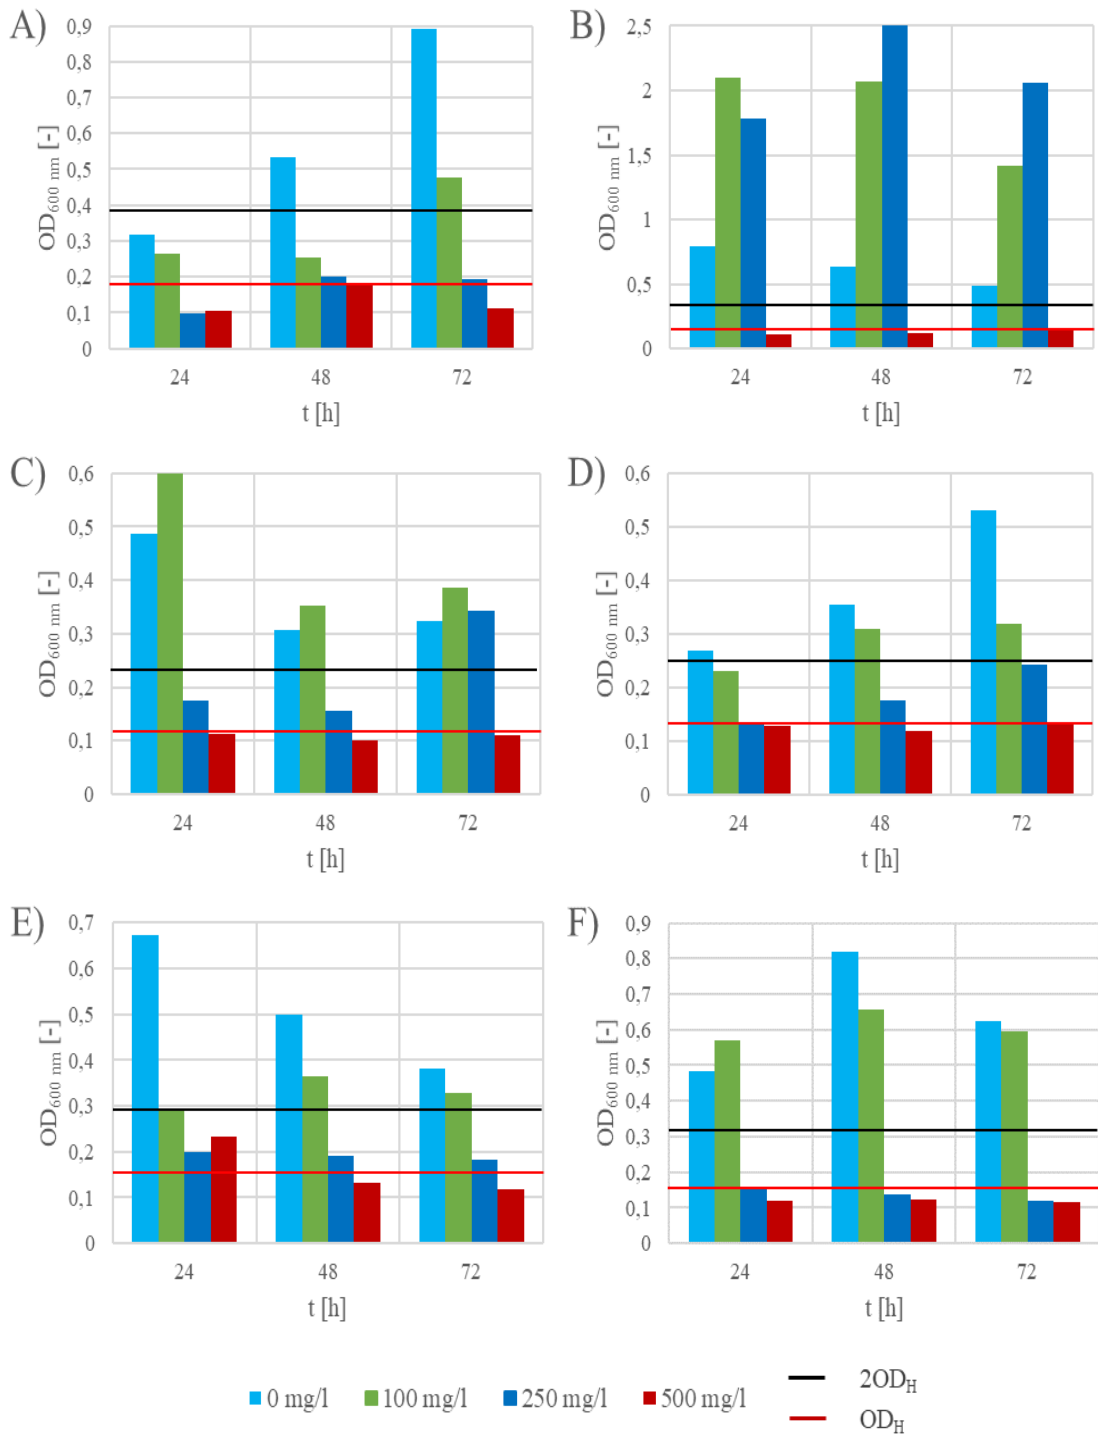 A)
OD600 nm [-]
0,9
0,8
0,7
0,6
0,5
0,4
0,3
0,2
0,1
0
24 48 72
t [h]
B)
OD600 nm [-]
2,5
2
1,5
1
0,5
0
24 48 72
t [h]
C)
OD600 nm [-]
0,6
0,5
0,4
0,3
0,2
0,1
0
24 48 72
t [h]
D)
OD600 nm [-]
0,6
0,5
0,4
0,3
0,2
0,1
0
24 48 72
t [h]
E)
OD600 nm [-]
0,7
0,6
0,5
0,4
0,3
0,2
0,1
0
24 48 72
t [h]
F)
OD600 nm [-]
0,9
0,8
0,7
0,6
0,5
0,4
0,3
0,2
0,1
0
24 48 72
t [h]
0 mg/l 100 mg/l 250 mg/l 500 mg/l
2ODH
ODH